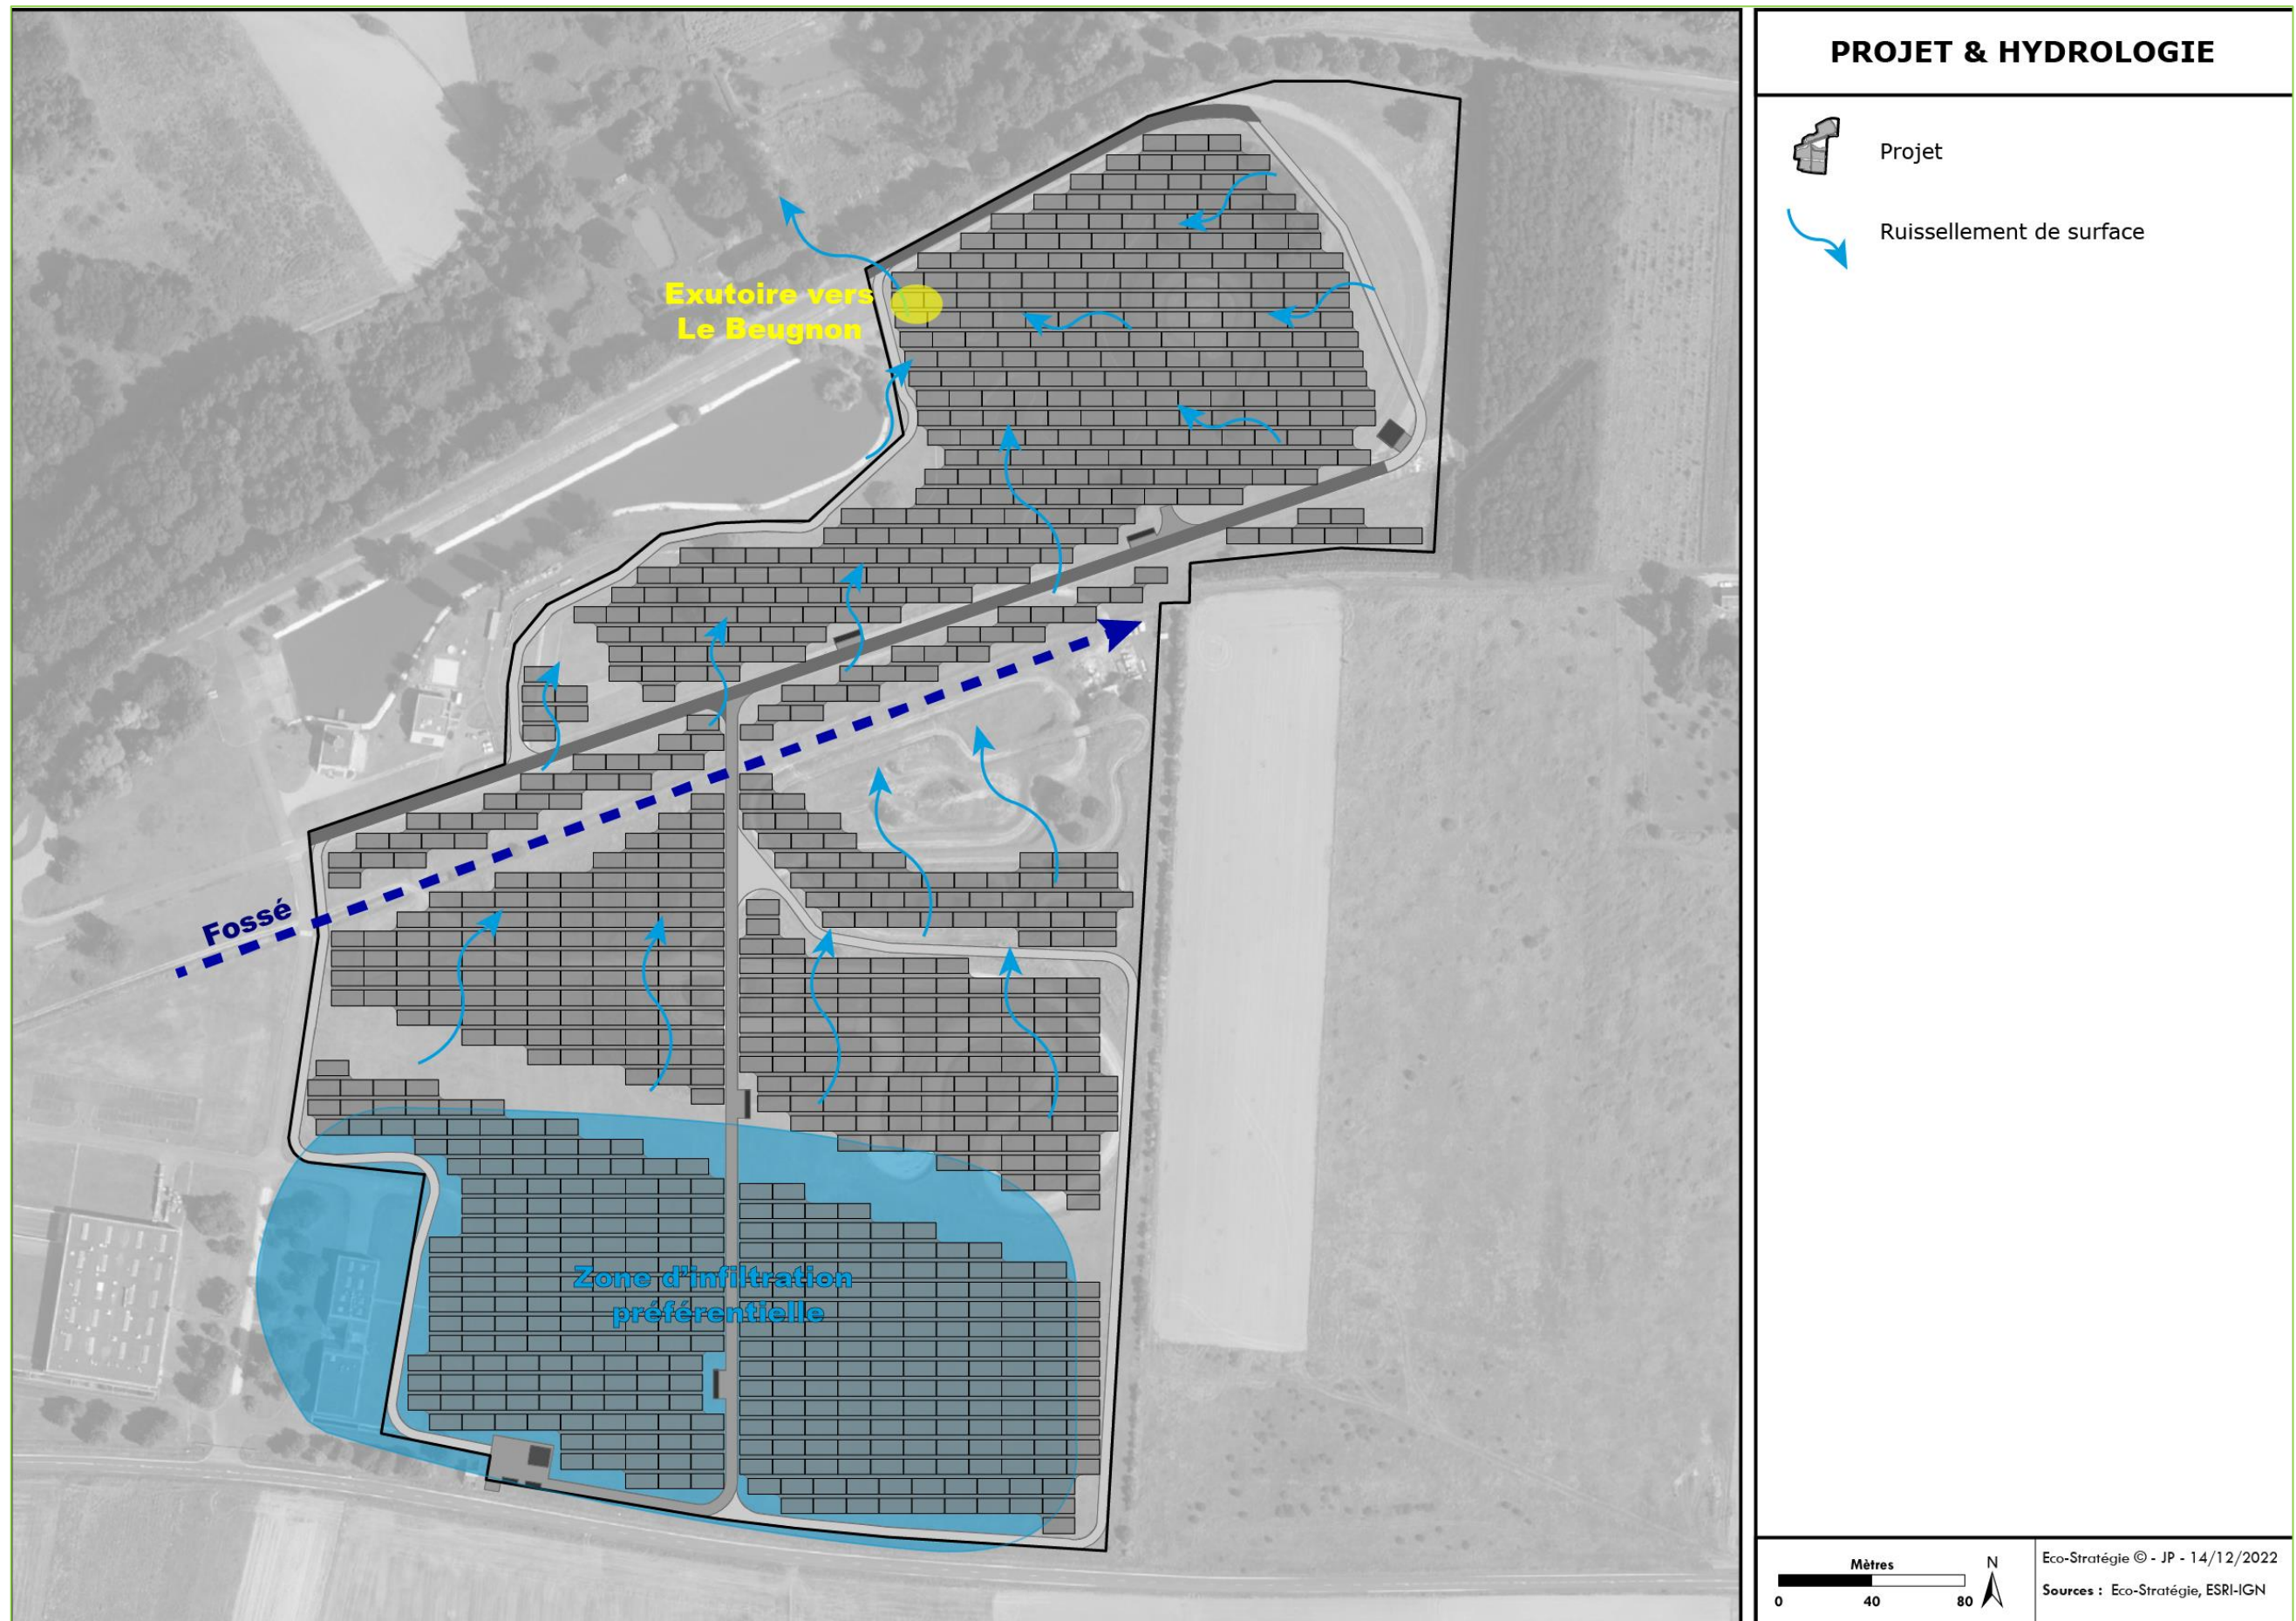 PROJET & HYDROLOGIE
Projet
Ruissellement de surface
Exutoire vers
Le Beugnon
Fossé
Zone d'infiltration
préférentielle
Mètres
0 40 80
N
Eco-Stratégie © - JP - 14/12/2022
Sources : Eco-Stratégie, ESRI-IGN